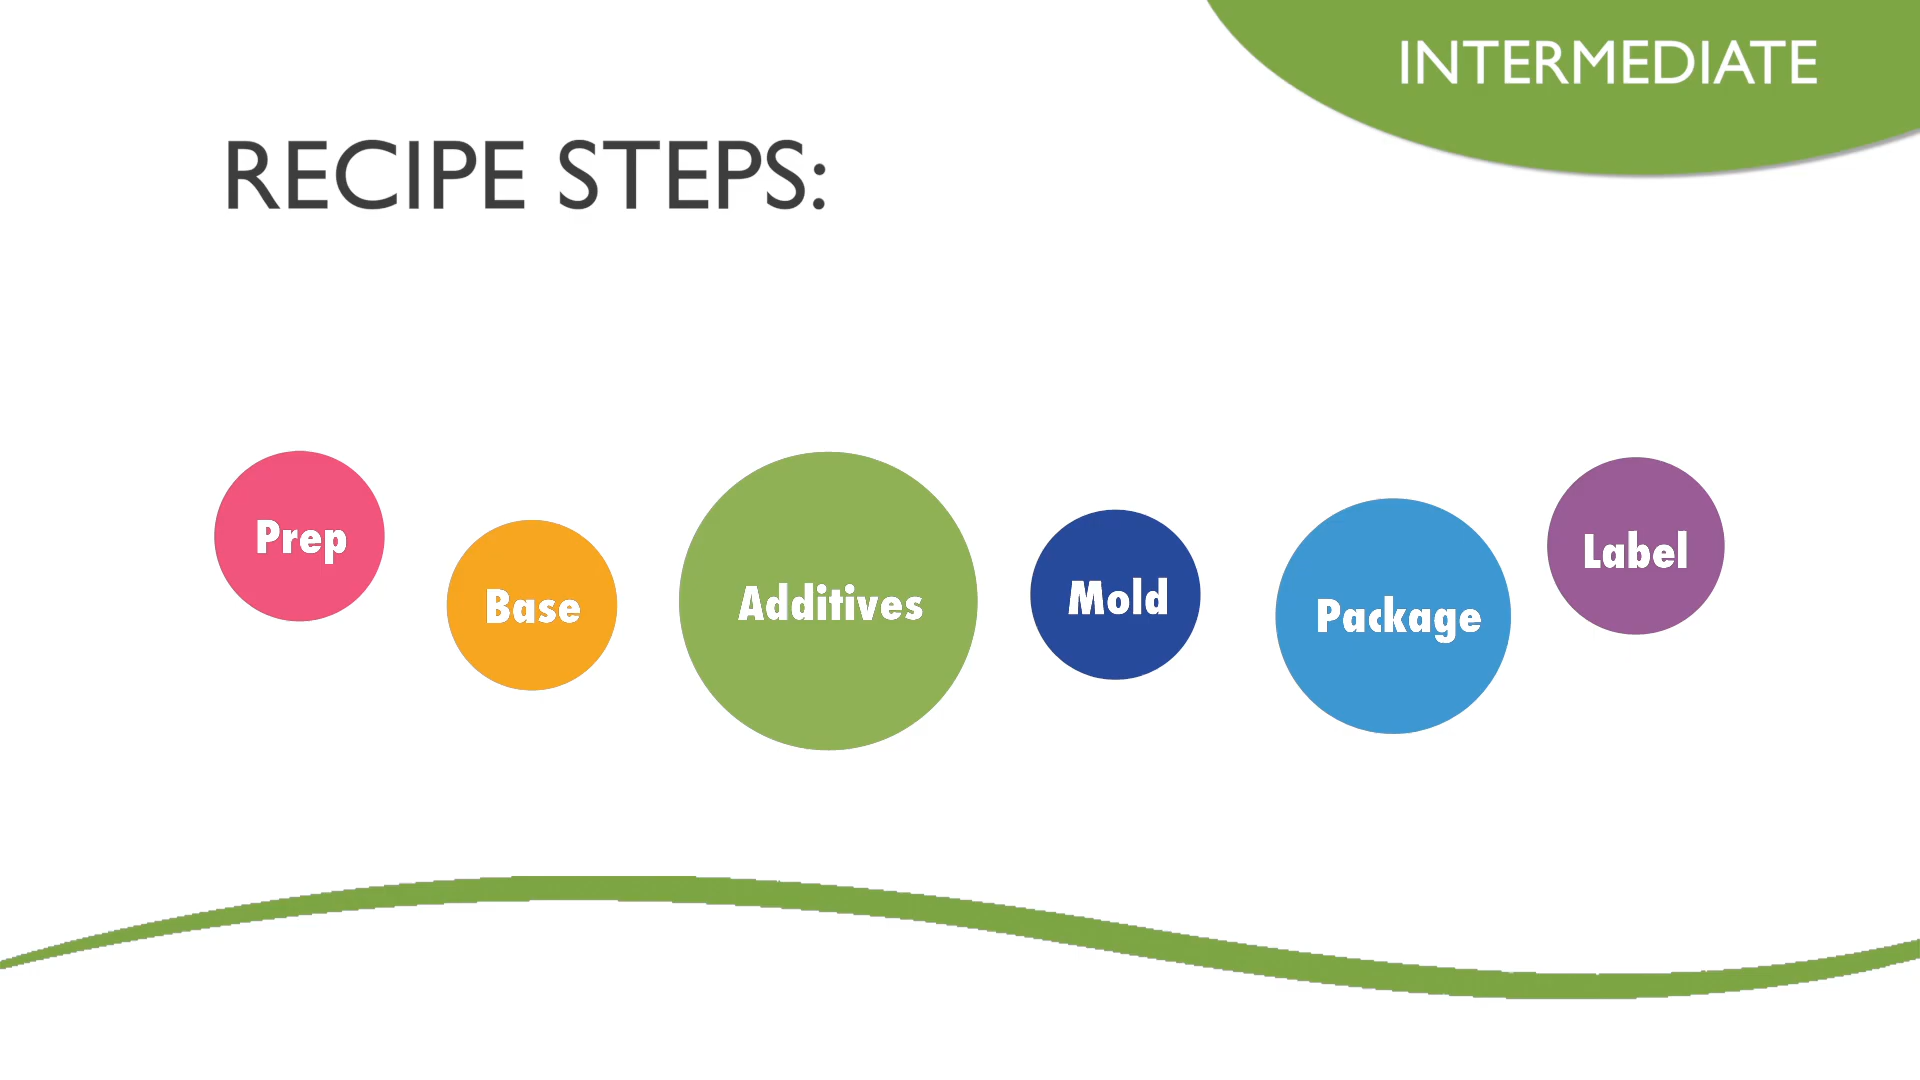 INTERMEDIATE
RECIPE STEPS:
Prep
Base
Additives
Mold
Package
Label